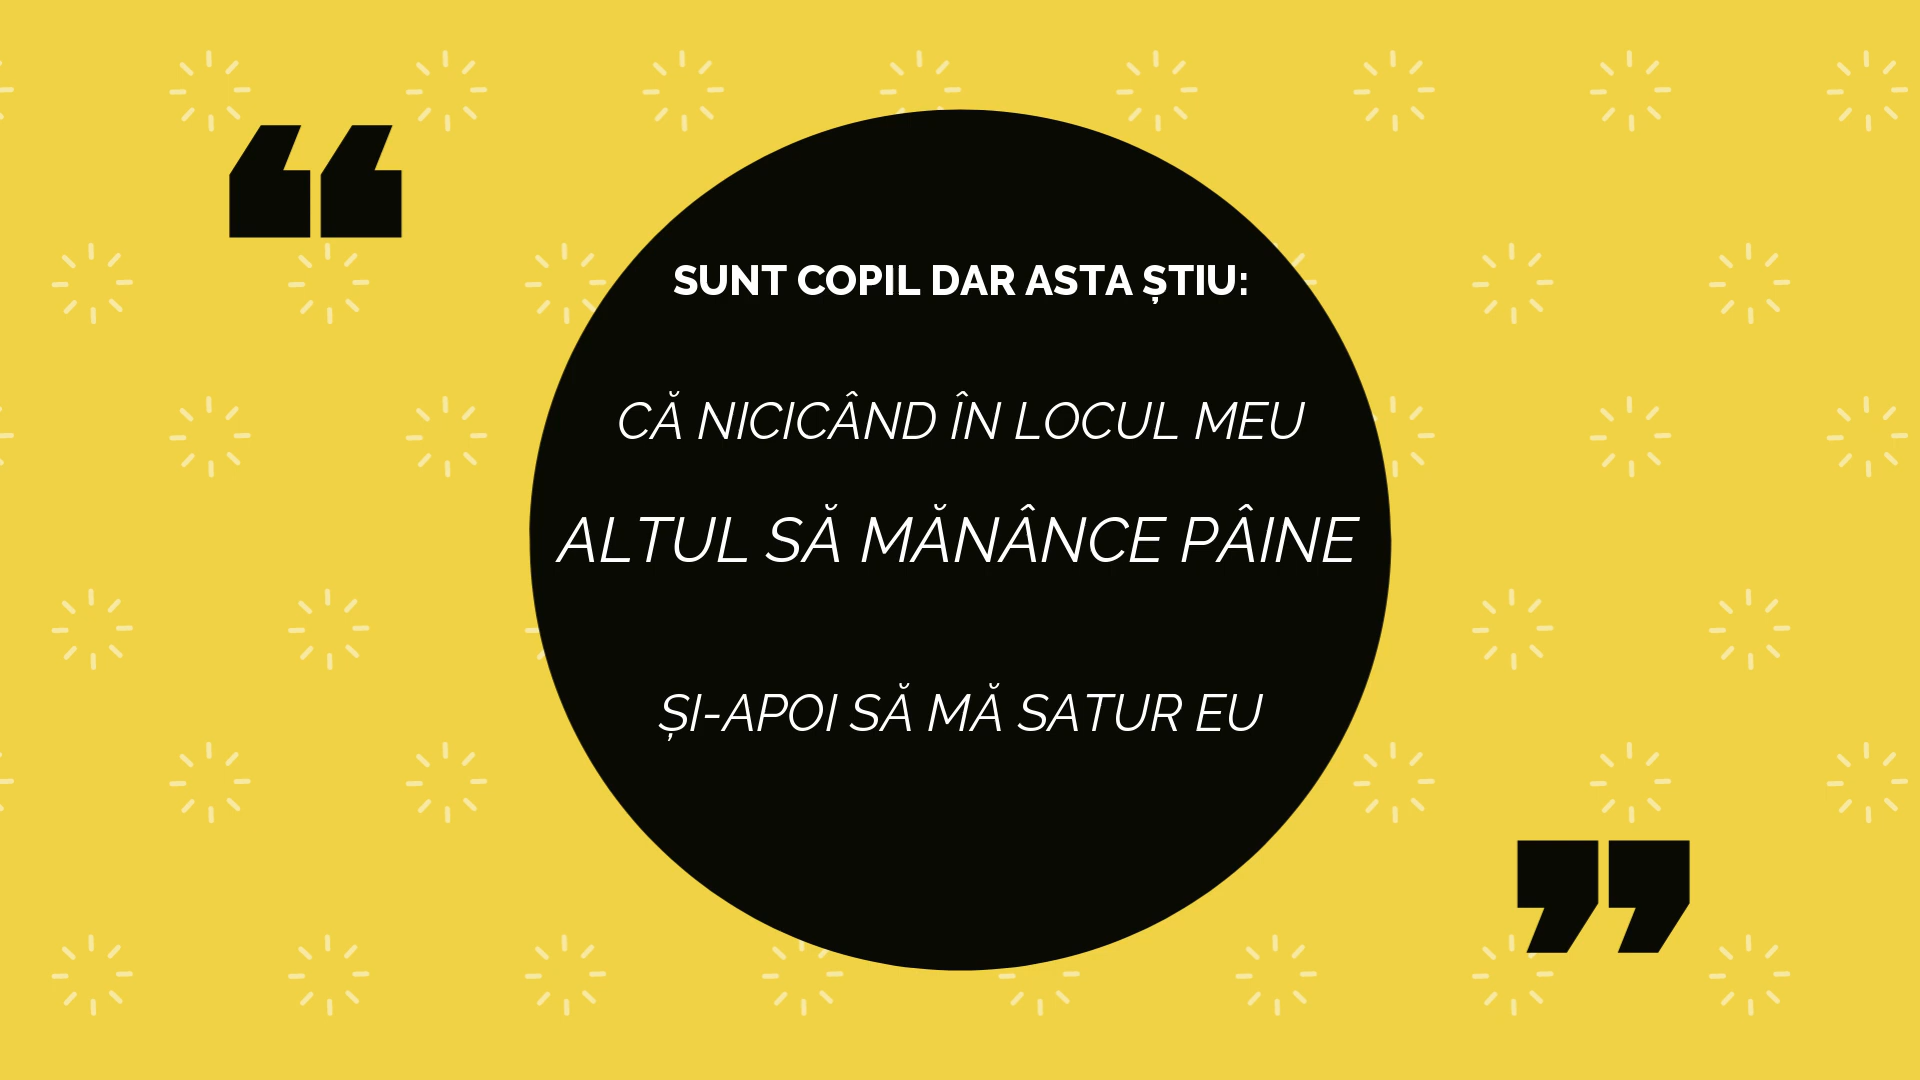 SUNT COPIL DAR ASTA ȘTIU:
CĂ NICICÂND ÎN LOCUL MEU
ALTUL SĂ MĂNÂNCE PÂINE
ȘI-APOI SĂ MĂ SATUR EU